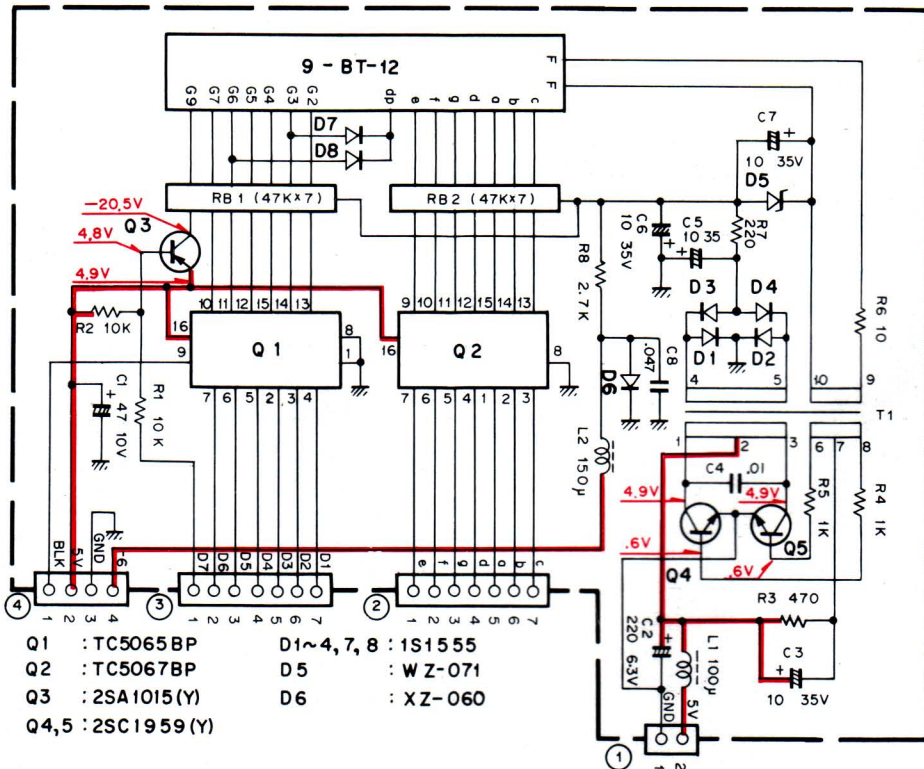 9-BT-12
F
F
G9 G7 G6 G5 G4 G3 G2 dp e f g d a b c
D7
D8
C7
+
10 35V
D5
RB1 (47K×7)
RB2 (47K×7)
-20,5V
Q3
4,8V
4,9V
C6
10 35V
C5
10 35
+
R7
220
R8
2.7K
D3 D4
D1 D2
R6 10
R2 10K
10 11 12 15 14 13
9 10 11 12 15 14 13
16
9
Q1
8
1
16
Q2
8
7 6 5 2 3 4
7 6 5 4 1 2 3
D6
C8
.047
4 5 10 9
T1
1 2 3 6 7 8
C1
47 10V
+
R1
10K
L2 150μ
C4 .01
4,9V
4,9V
R5
1K
R4
1K
.6V
.6V
Q4
Q5
BLK 5V GND -6
D7 D6 D5 D4 D3 D2 D1
e f g d a b c
4
1 2 3 4
3
1 2 3 4 5 6 7
2
1 2 3 4 5 6 7
R3 470
C2
220 6.3V
+
L1 100μ
C3
+
10 35V
GND 5V
1
1 2
Q1 :TC5065BP
Q2 :TC5067BP
Q3 :2SA1015(Y)
Q4,5 :2SC1959(Y)
D1~4,7,8 :1S1555
D5 :WZ-071
D6 :XZ-060